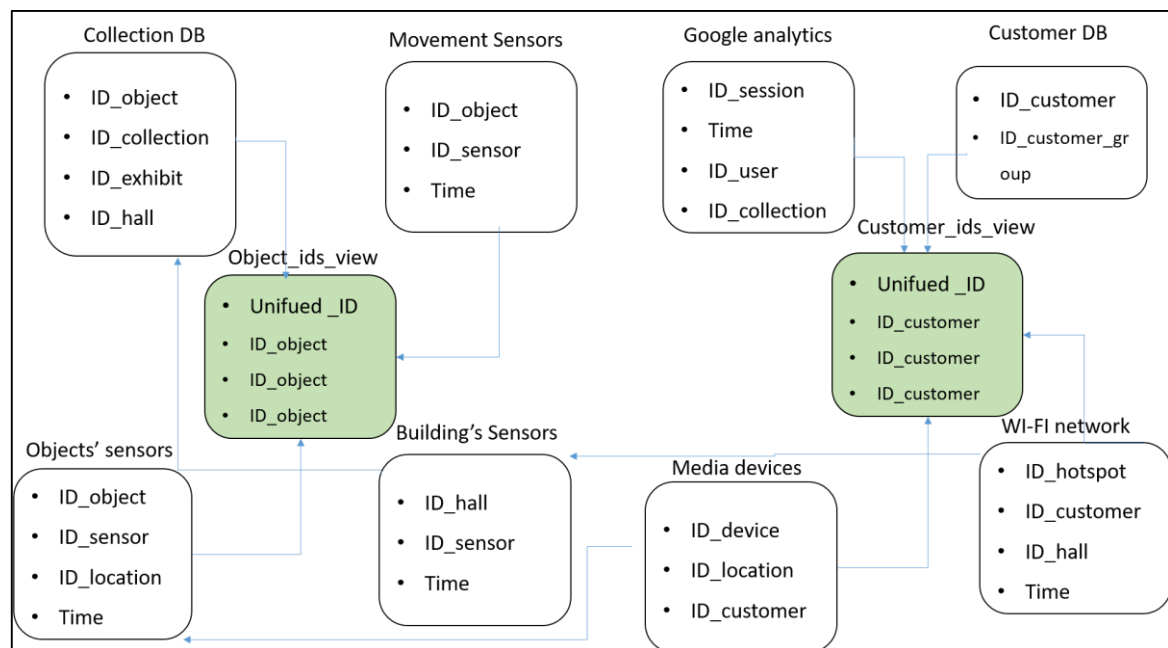 Collection DB
ID_object
ID_collection
ID_exhibit
ID_hall
Movement Sensors
ID_object
ID_sensor
Time
Google analytics
ID_session
Time
ID_user
ID_collection
Customer DB
ID_customer
ID_customer_gr
oup
Object_ids_view
Unifued _ID
ID_object
ID_object
ID_object
Customer_ids_view
Unifued _ID
ID_customer
ID_customer
ID_customer
Objects’ sensors
ID_object
ID_sensor
ID_location
Time
Building’s Sensors
ID_hall
ID_sensor
Time
Media devices
ID_device
ID_location
ID_customer
WI-FI network
ID_hotspot
ID_customer
ID_hall
Time